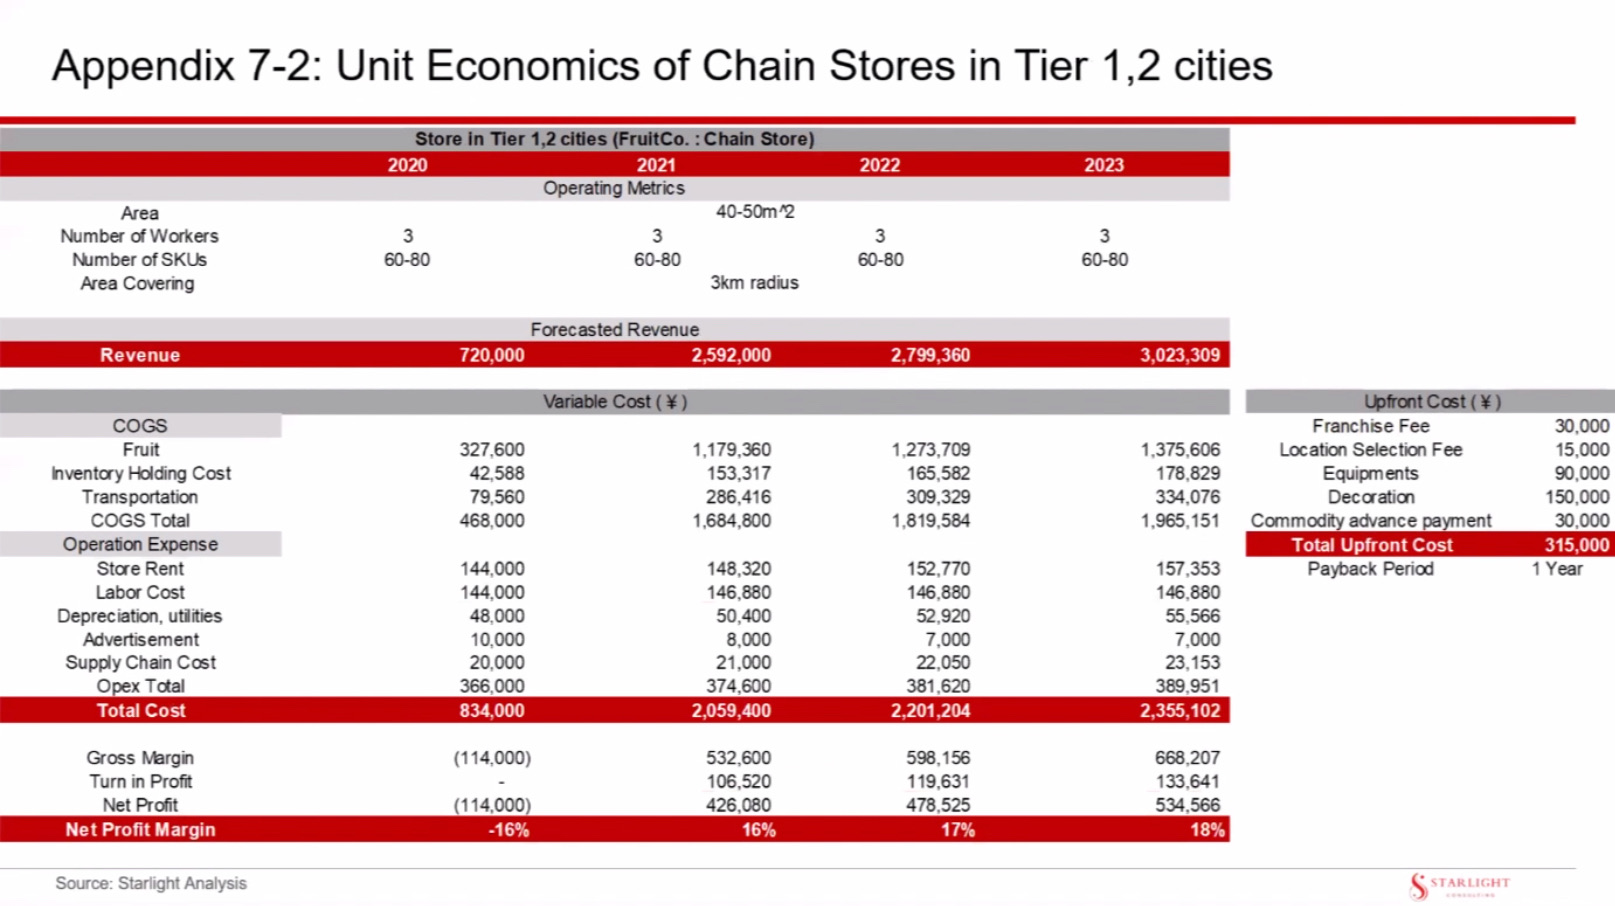 Appendix 7-2: Unit Economics of Chain Stores in Tier 1,2 cities
Store in Tier 1,2 cities (FruitCo. : Chain Store)
2020 2021 2022 2023
Operating Metrics
Area 40-50m^2
Number of Workers 3 3 3 3
Number of SKUs 60-80 60-80 60-80 60-80
Area Covering 3km radius
Forecasted Revenue
Revenue 720,000 2,592,000 2,799,360 3,023,309
Variable Cost ( ¥ )
COGS
Fruit 327,600 1,179,360 1,273,709 1,375,606
Inventory Holding Cost 42,588 153,317 165,582 178,829
Transportation 79,560 286,416 309,329 334,076
COGS Total 468,000 1,684,800 1,819,584 1,965,151
Operation Expense
Store Rent 144,000 148,320 152,770 157,353
Labor Cost 144,000 146,880 146,880 146,880
Depreciation, utilities 48,000 50,400 52,920 55,566
Advertisement 10,000 8,000 7,000 7,000
Supply Chain Cost 20,000 21,000 22,050 23,153
Opex Total 366,000 374,600 381,620 389,951
Total Cost 834,000 2,059,400 2,201,204 2,355,102
Gross Margin (114,000) 532,600 598,156 668,207
Turn in Profit - 106,520 119,631 133,641
Net Profit (114,000) 426,080 478,525 534,566
Net Profit Margin -16% 16% 17% 18%
Upfront Cost ( ¥ )
Franchise Fee 30,000
Location Selection Fee 15,000
Equipments 90,000
Decoration 150,000
Commodity advance payment 30,000
Total Upfront Cost 315,000
Payback Period 1 Year
Source: Starlight Analysis
STARLIGHT
CONSULTING